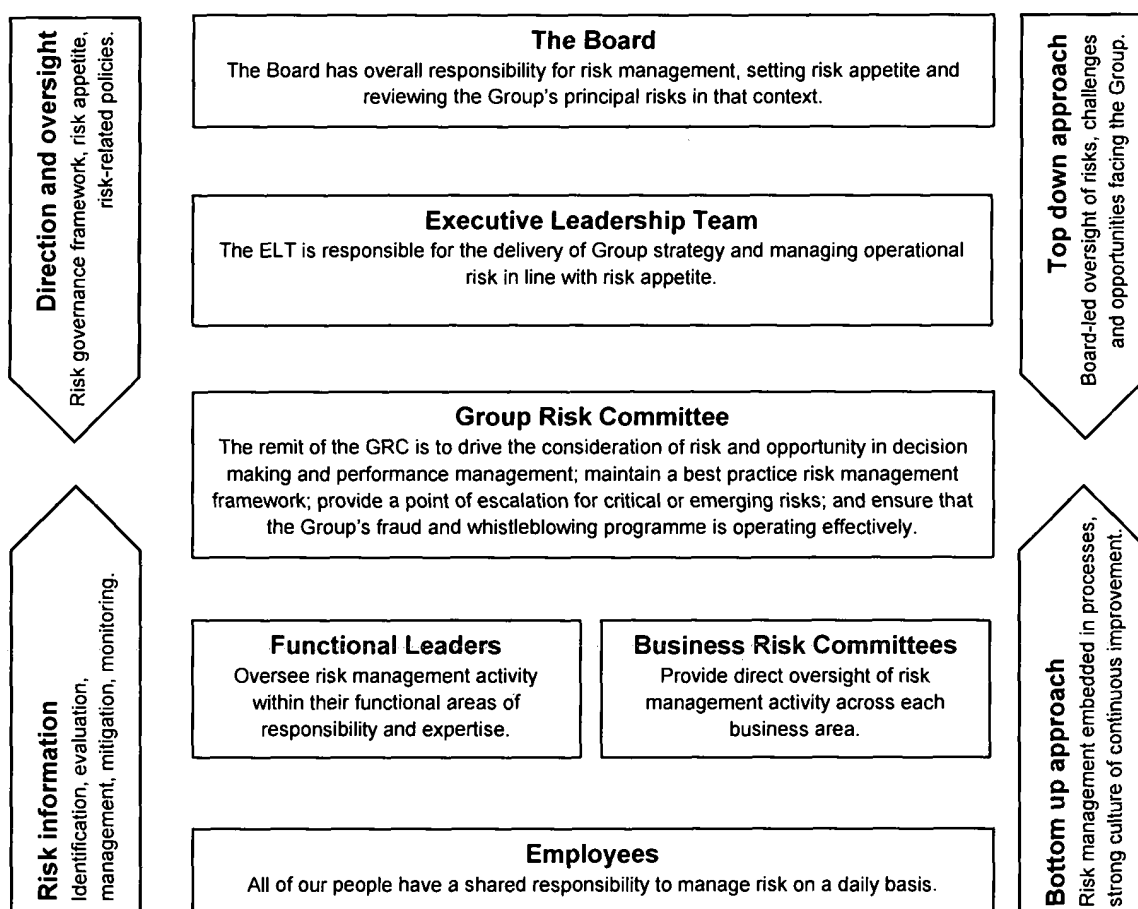 Direction and oversight
Risk governance framework, risk appetite,
risk-related policies.
The Board
The Board has overall responsibility for risk management, setting risk appetite and
reviewing the Group's principal risks in that context.
Top down approach
Board-led oversight of risks, challenges
and opportunities facing the Group.
Executive Leadership Team
The ELT is responsible for the delivery of Group strategy and managing operational
risk in line with risk appetite.
Group Risk Committee
The remit of the GRC is to drive the consideration of risk and opportunity in decision
making and performance management; maintain a best practice risk management
framework; provide a point of escalation for critical or emerging risks; and ensure that
the Group's fraud and whistleblowing programme is operating effectively.
Risk information
Identification, evaluation,
management, mitigation, monitoring.
Functional Leaders
Oversee risk management activity
within their functional areas of
responsibility and expertise.
Business Risk Committees
Provide direct oversight of risk
management activity across each
business area.
Bottom up approach
Risk management embedded in processes,
strong culture of continuous improvement.
Employees
All of our people have a shared responsibility to manage risk on a daily basis.